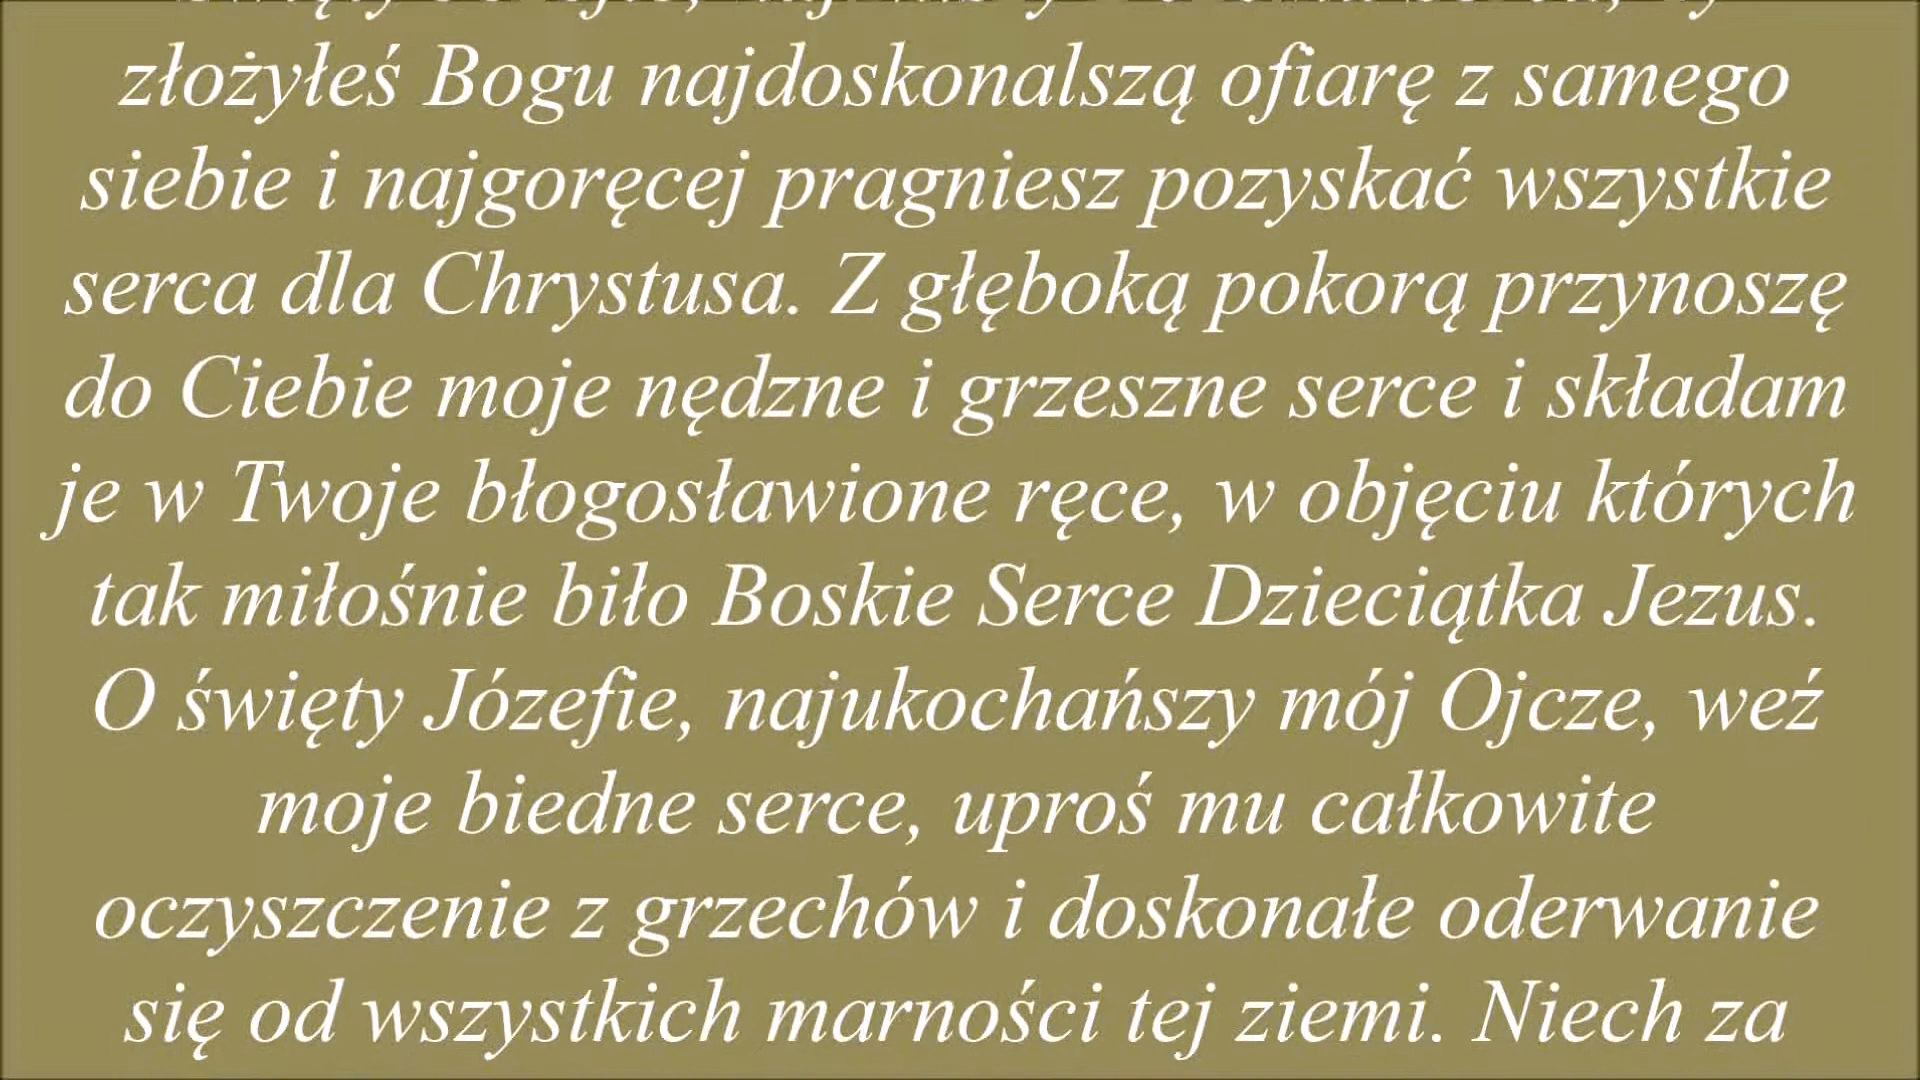 złożyłeś Bogu najdoskonalszą ofiarę z samego
siebie i najgoręcej pragniesz pozyskać wszystkie
serca dla Chrystusa. Z głęboką pokorą przynoszę
do Ciebie moje nędzne i grzeszne serce i składam
je w Twoje błogosławione ręce, w objęciu których
tak miłośnie biło Boskie Serce Dzieciątka Jezus.
O święty Józefie, najukochańszy mój Ojcze, weź
moje biedne serce, uproś mu całkowite
oczyszczenie z grzechów i doskonałe oderwanie
się od wszystkich marności tej ziemi. Niech za